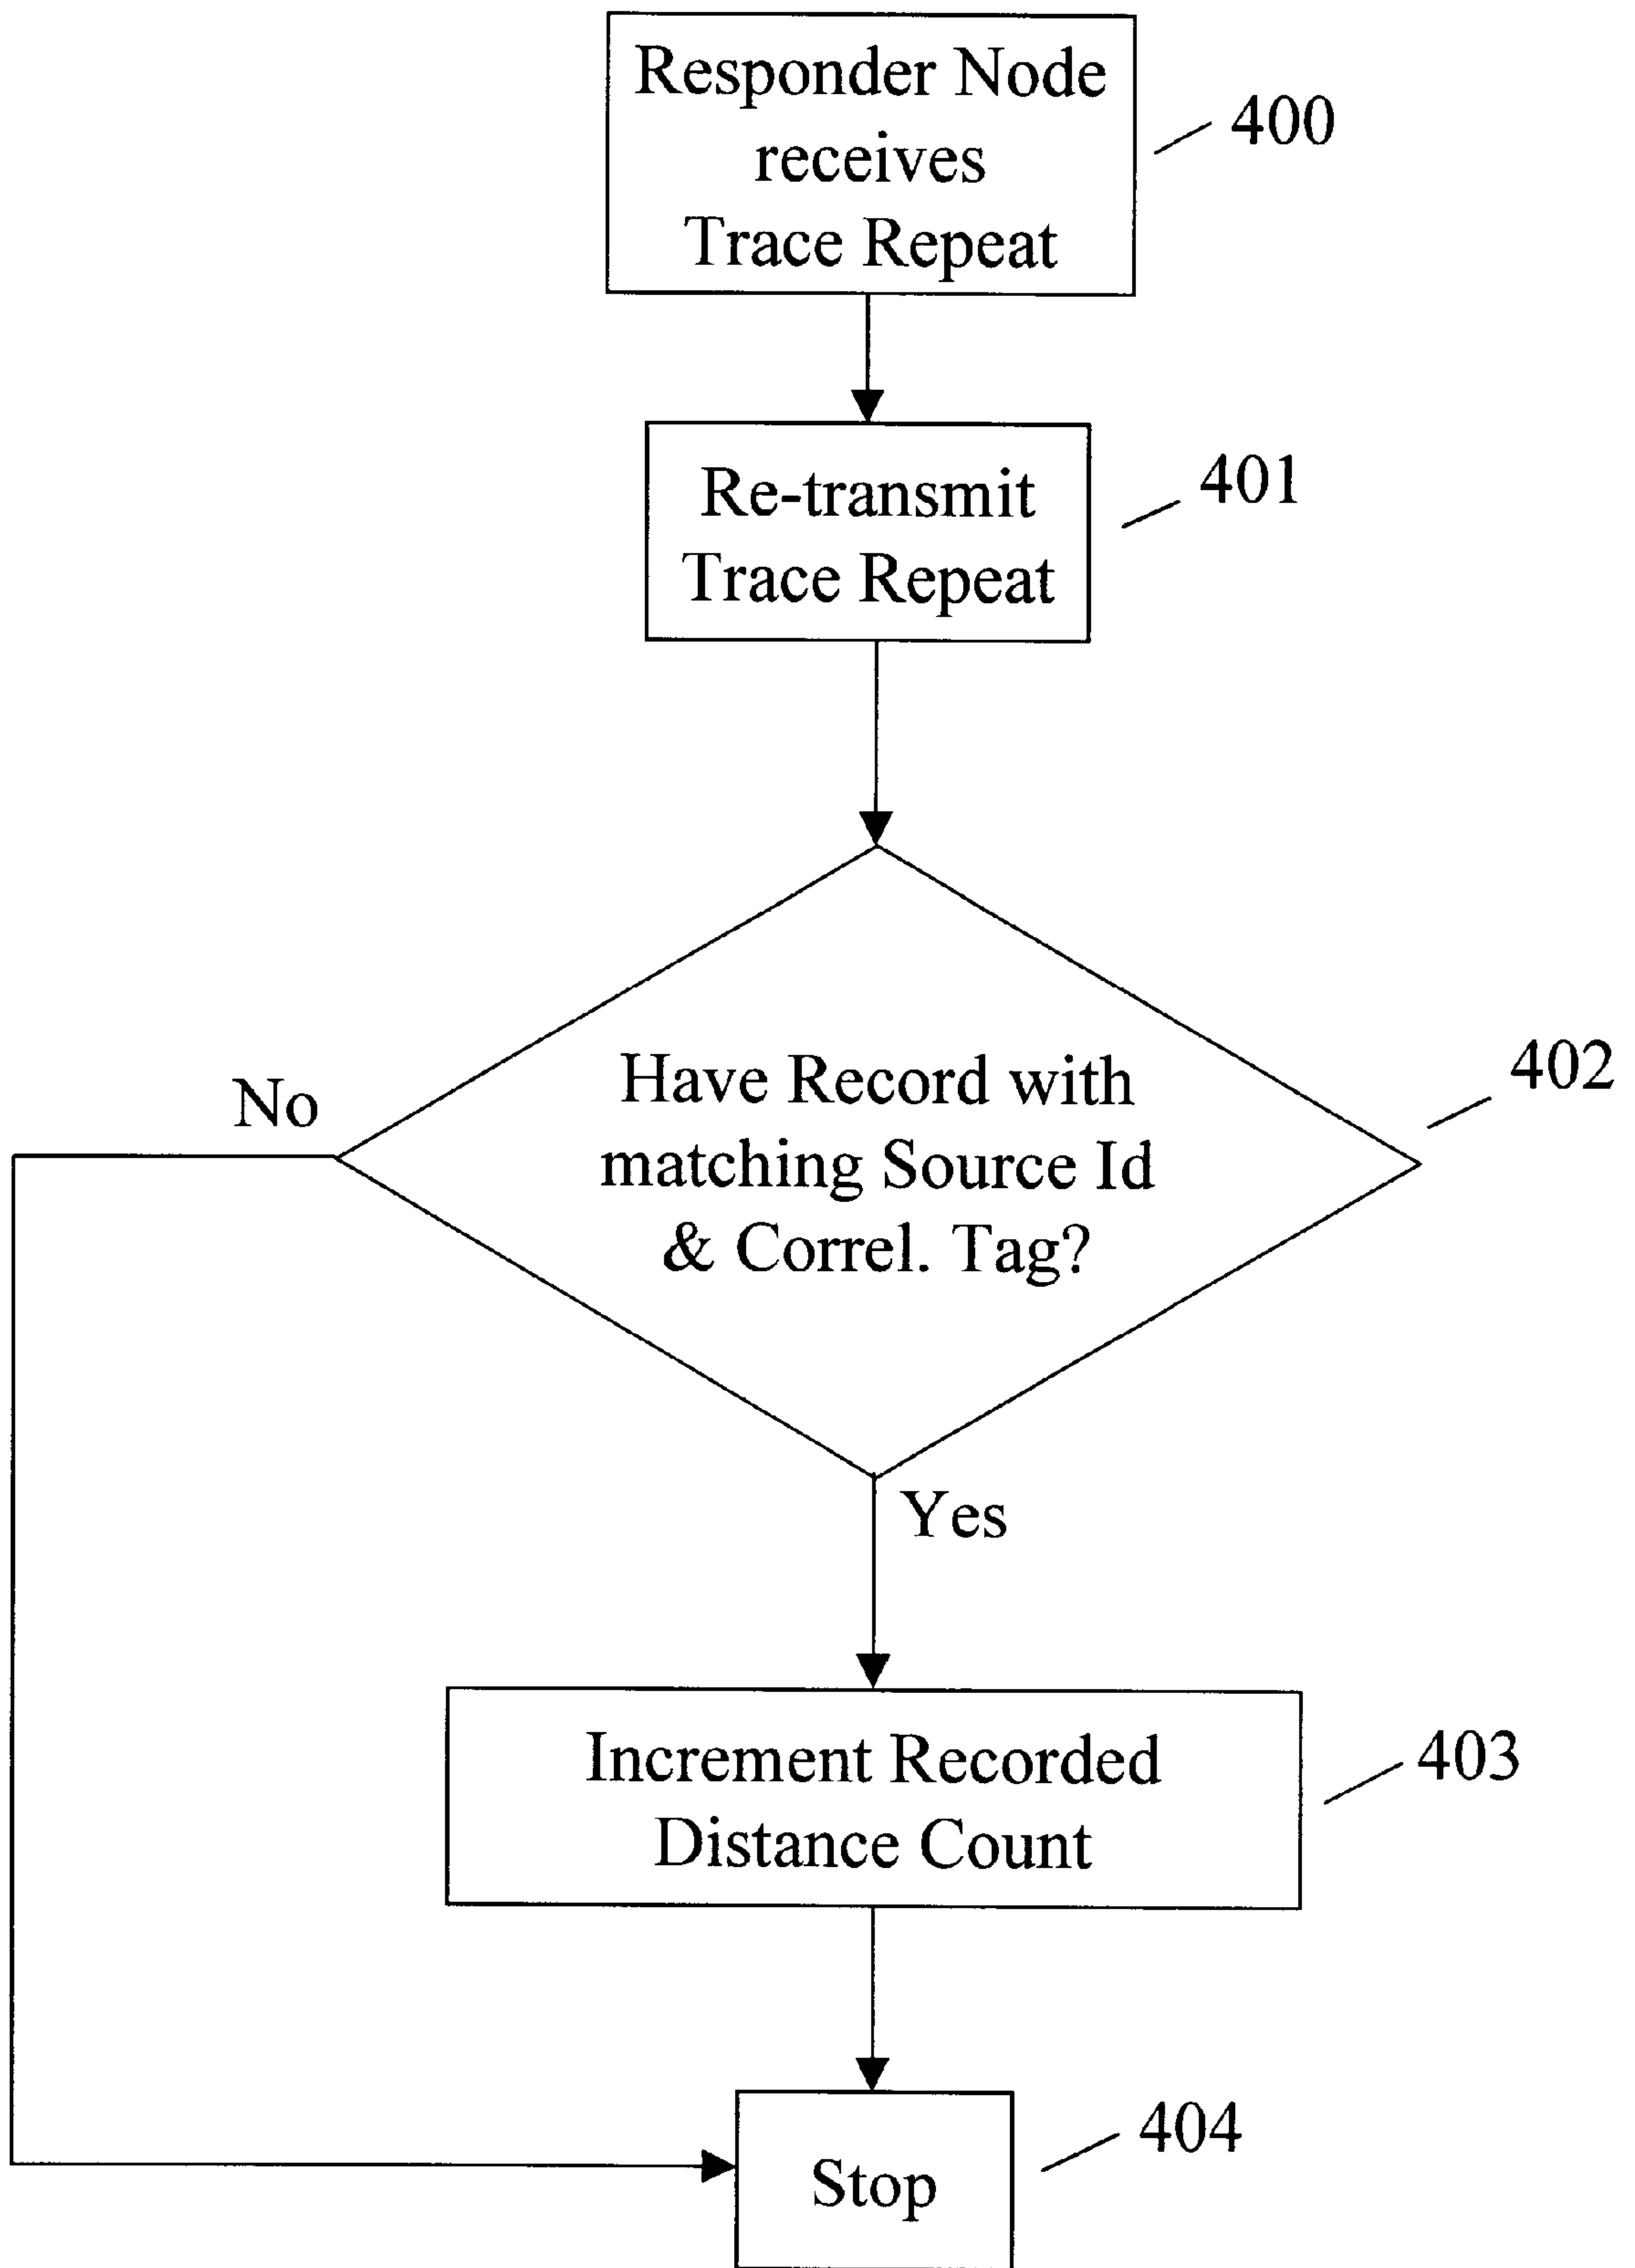 Responder Node
receives
Trace Repeat
400
Re-transmit
Trace Repeat
401
Have Record with
matching Source Id
& Correl. Tag?
402
No
Yes
Increment Recorded
Distance Count
403
Stop
404